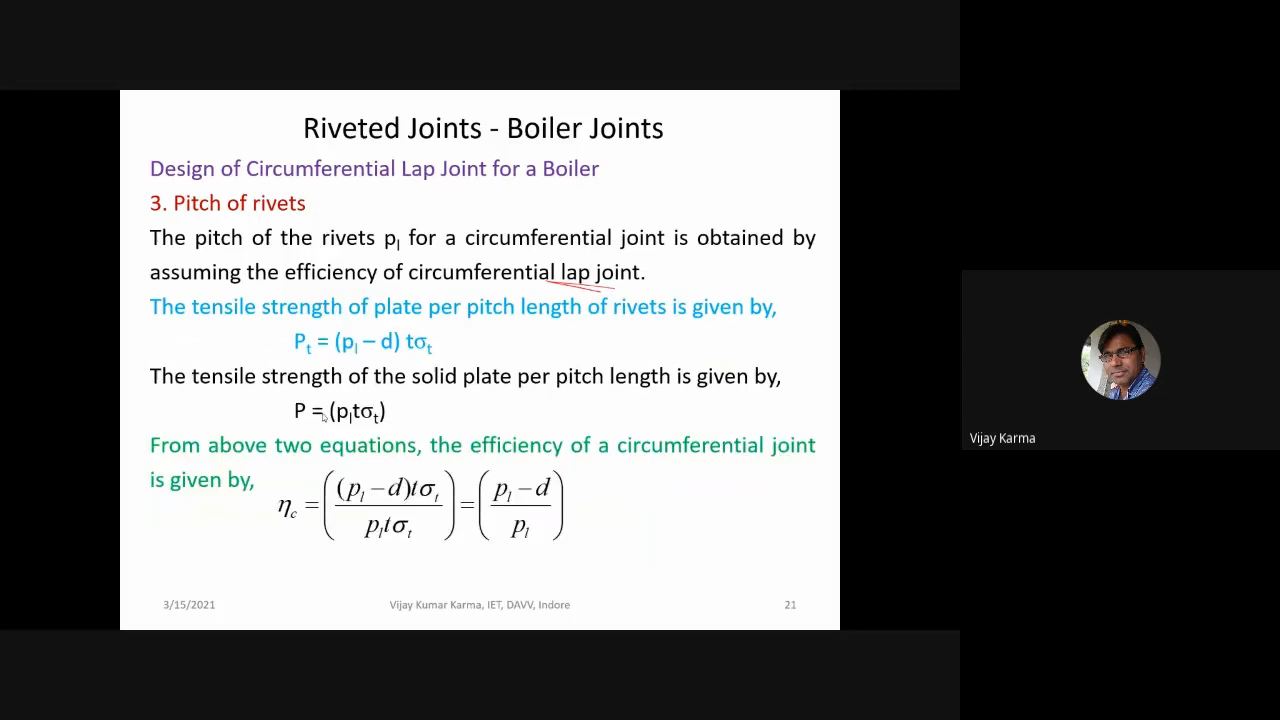 Riveted Joints - Boiler Joints
Design of Circumferential Lap Joint for a Boiler
3. Pitch of rivets
The pitch of the rivets pₗ for a circumferential joint is obtained by
assuming the efficiency of circumferential lap joint.
The tensile strength of plate per pitch length of rivets is given by,
Pₜ = (pₗ – d) tσₜ
The tensile strength of the solid plate per pitch length is given by,
P = (pₗtσₜ)
From above two equations, the efficiency of a circumferential joint
is given by,
η_c = ((pₗ – d)tσₜ / pₗtσₜ) = (pₗ – d / pₗ)
3/15/2021 Vijay Kumar Karma, IET, DAVV, Indore 21
Vijay Karma